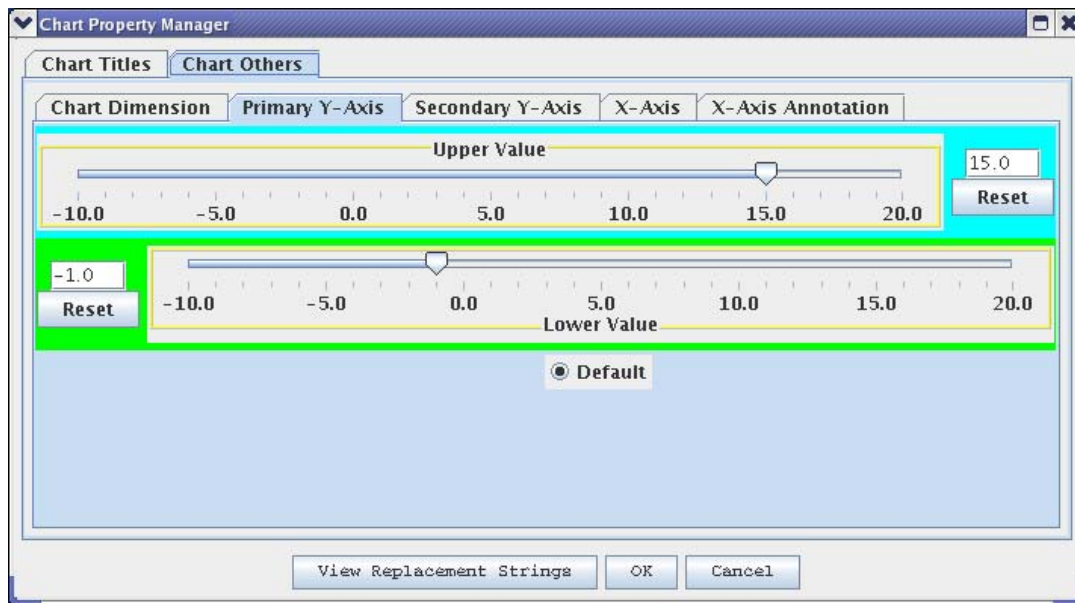 Chart Property Manager
Chart Titles Chart Others
Chart Dimension Primary Y-Axis Secondary Y-Axis X-Axis X-Axis Annotation
Upper Value
15.0
Reset
-10.0 -5.0 0.0 5.0 10.0 15.0 20.0
-1.0
Reset
-10.0 -5.0 0.0 5.0 10.0 15.0 20.0
Lower Value
Default
View Replacement Strings OK Cancel